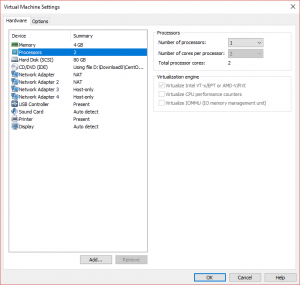 Virtual Machine Settings
Hardware Options
Device Summary
Memory 4 GB
Processors 2
Hard Disk (SCSI) 80 GB
CD/DVD (IDE) Using file D:\Downloads\CentO...
Network Adapter NAT
Network Adapter 2 NAT
Network Adapter 3 Host-only
Network Adapter 4 Host-only
USB Controller Present
Sound Card Auto detect
Printer Present
Display Auto detect
Add... Remove
Processors
Number of processors: 1
Number of cores per processor:
Total processor cores: 2
Virtualization engine
Virtualize Intel VT-x/EPT or AMD-V/RVI
Virtualize CPU performance counters
Virtualize IOMMU (IO memory management unit)
OK Cancel Help